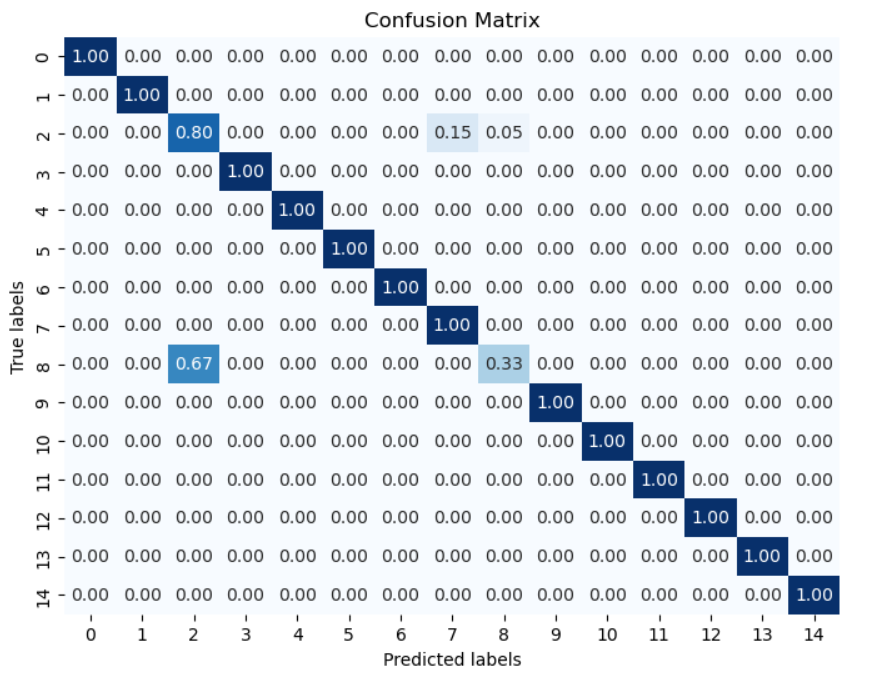 Confusion Matrix
0 1.00 0.00 0.00 0.00 0.00 0.00 0.00 0.00 0.00 0.00 0.00 0.00 0.00 0.00 0.00
1 0.00 1.00 0.00 0.00 0.00 0.00 0.00 0.00 0.00 0.00 0.00 0.00 0.00 0.00 0.00
2 0.00 0.00 0.80 0.00 0.00 0.00 0.00 0.15 0.05 0.00 0.00 0.00 0.00 0.00 0.00
3 0.00 0.00 0.00 1.00 0.00 0.00 0.00 0.00 0.00 0.00 0.00 0.00 0.00 0.00 0.00
4 0.00 0.00 0.00 0.00 1.00 0.00 0.00 0.00 0.00 0.00 0.00 0.00 0.00 0.00 0.00
5 0.00 0.00 0.00 0.00 0.00 1.00 0.00 0.00 0.00 0.00 0.00 0.00 0.00 0.00 0.00
6 0.00 0.00 0.00 0.00 0.00 0.00 1.00 0.00 0.00 0.00 0.00 0.00 0.00 0.00 0.00
7 0.00 0.00 0.00 0.00 0.00 0.00 0.00 1.00 0.00 0.00 0.00 0.00 0.00 0.00 0.00
8 0.00 0.00 0.67 0.00 0.00 0.00 0.00 0.00 0.33 0.00 0.00 0.00 0.00 0.00 0.00
9 0.00 0.00 0.00 0.00 0.00 0.00 0.00 0.00 0.00 1.00 0.00 0.00 0.00 0.00 0.00
10 0.00 0.00 0.00 0.00 0.00 0.00 0.00 0.00 0.00 0.00 1.00 0.00 0.00 0.00 0.00
11 0.00 0.00 0.00 0.00 0.00 0.00 0.00 0.00 0.00 0.00 0.00 1.00 0.00 0.00 0.00
12 0.00 0.00 0.00 0.00 0.00 0.00 0.00 0.00 0.00 0.00 0.00 0.00 1.00 0.00 0.00
13 0.00 0.00 0.00 0.00 0.00 0.00 0.00 0.00 0.00 0.00 0.00 0.00 0.00 1.00 0.00
14 0.00 0.00 0.00 0.00 0.00 0.00 0.00 0.00 0.00 0.00 0.00 0.00 0.00 0.00 1.00
True labels
0 1 2 3 4 5 6 7 8 9 10 11 12 13 14
Predicted labels